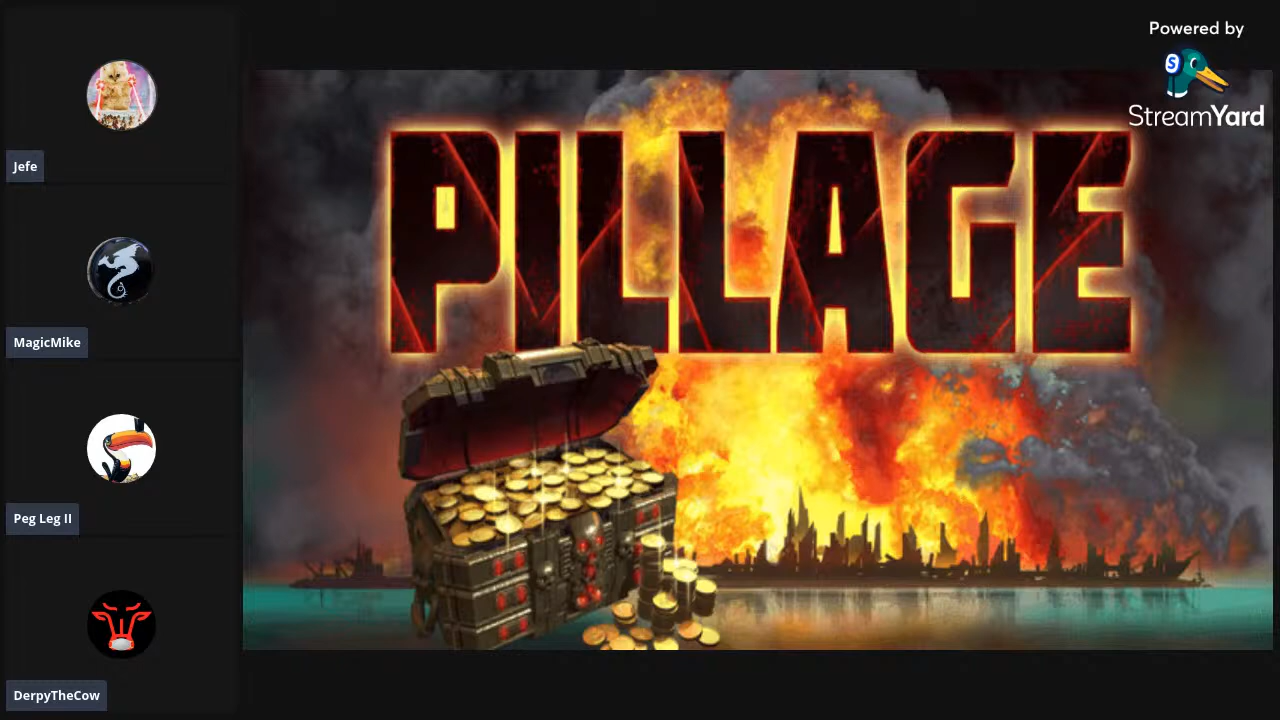 Powered by
S
StreamYard
PILLAGE
Jefe
MagicMike
Peg Leg II
DerpyTheCow